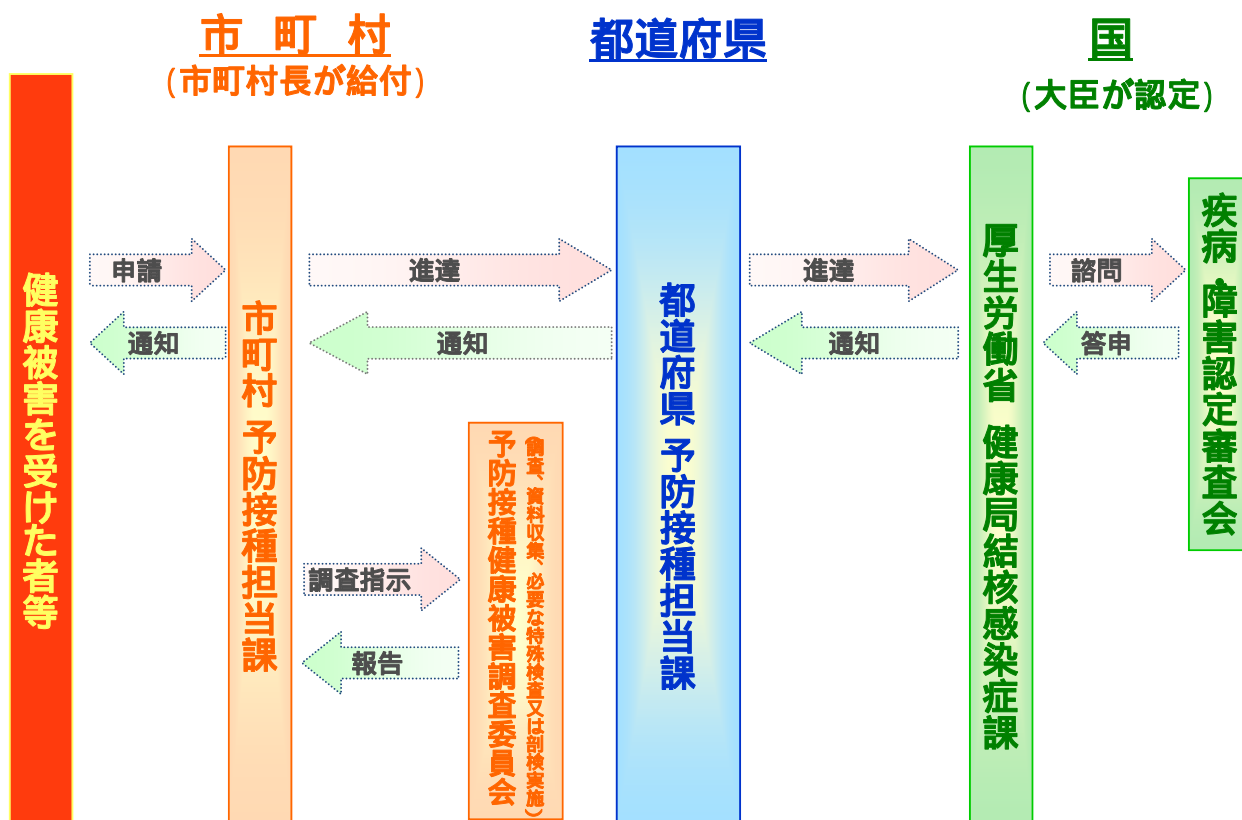 市 町 村
(市町村長が給付)
都道府県
国
(大臣が認定)
健康被害を受けた者等
申請
通知
市町村 予防接種担当課
進達
通知
調査指示
報告
予防接種健康被害調査委員会
(調査、資料収集、必要な特殊検査又は剖検実施)
都道府県 予防接種担当課
進達
通知
厚生労働省 健康局結核感染症課
諮問
答申
疾病・障害認定審査会